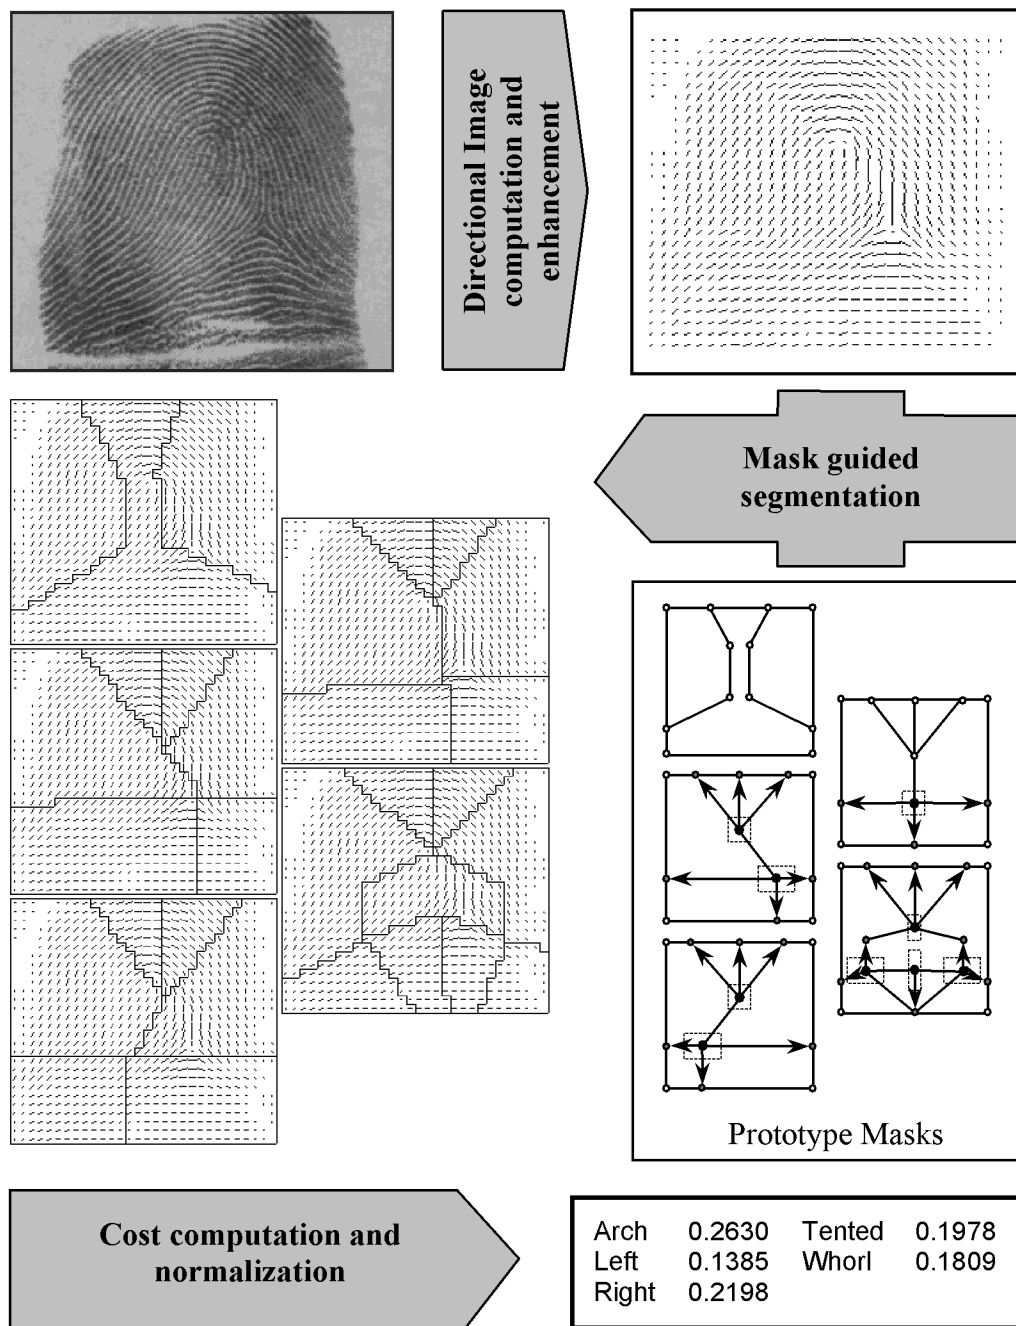 Directional Image
computation and
enhancement
Mask guided
segmentation
Prototype Masks
Cost computation and
normalization
Arch 0.2630 Tented 0.1978
Left 0.1385 Whorl 0.1809
Right 0.2198